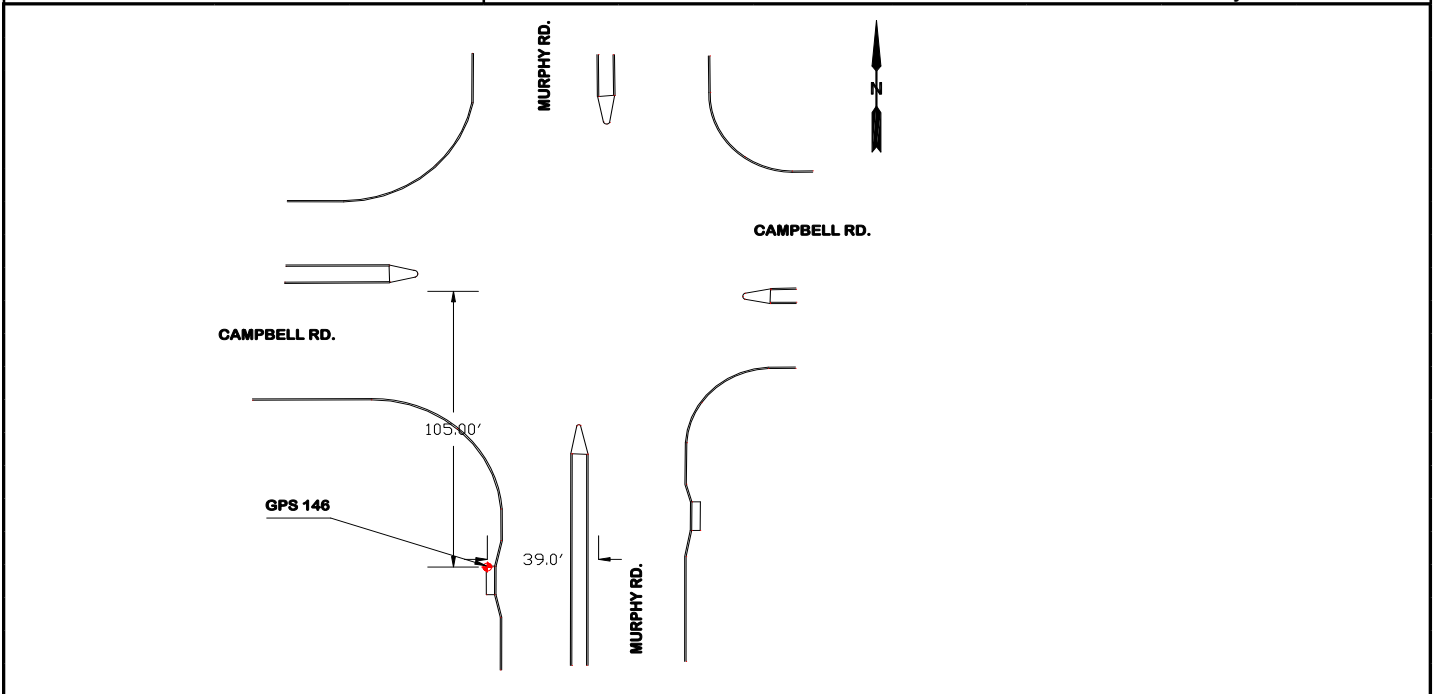 MURPHY RD.
N
CAMPBELL RD.
CAMPBELL RD.
105.00'
GPS 146
39.0'
MURPHY RD.